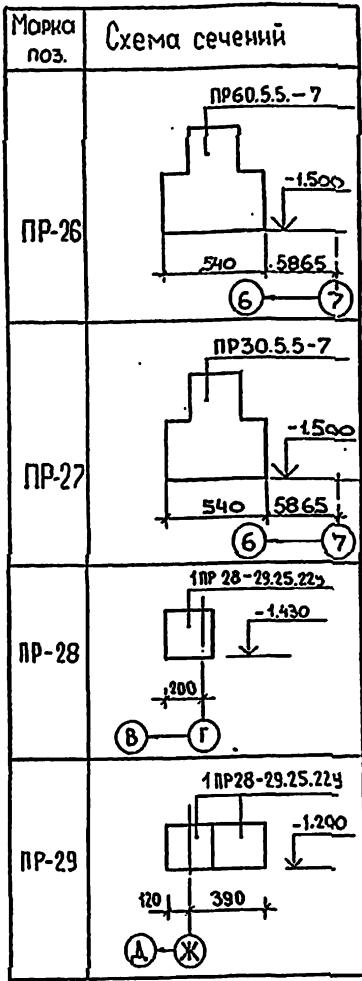 Марка поз.
Схема сечений
ПР-26
ПР60.5.5.-7
-1.500
540
5865
6
7
ПР-27
ПР30.5.5-7
-1.500
540
5865
6
7
ПР-28
1ПР 28-29.25.22у
-1.430
200
В
Г
ПР-29
1ПР28-29.25.22у
-1.200
120
390
Д
Ж